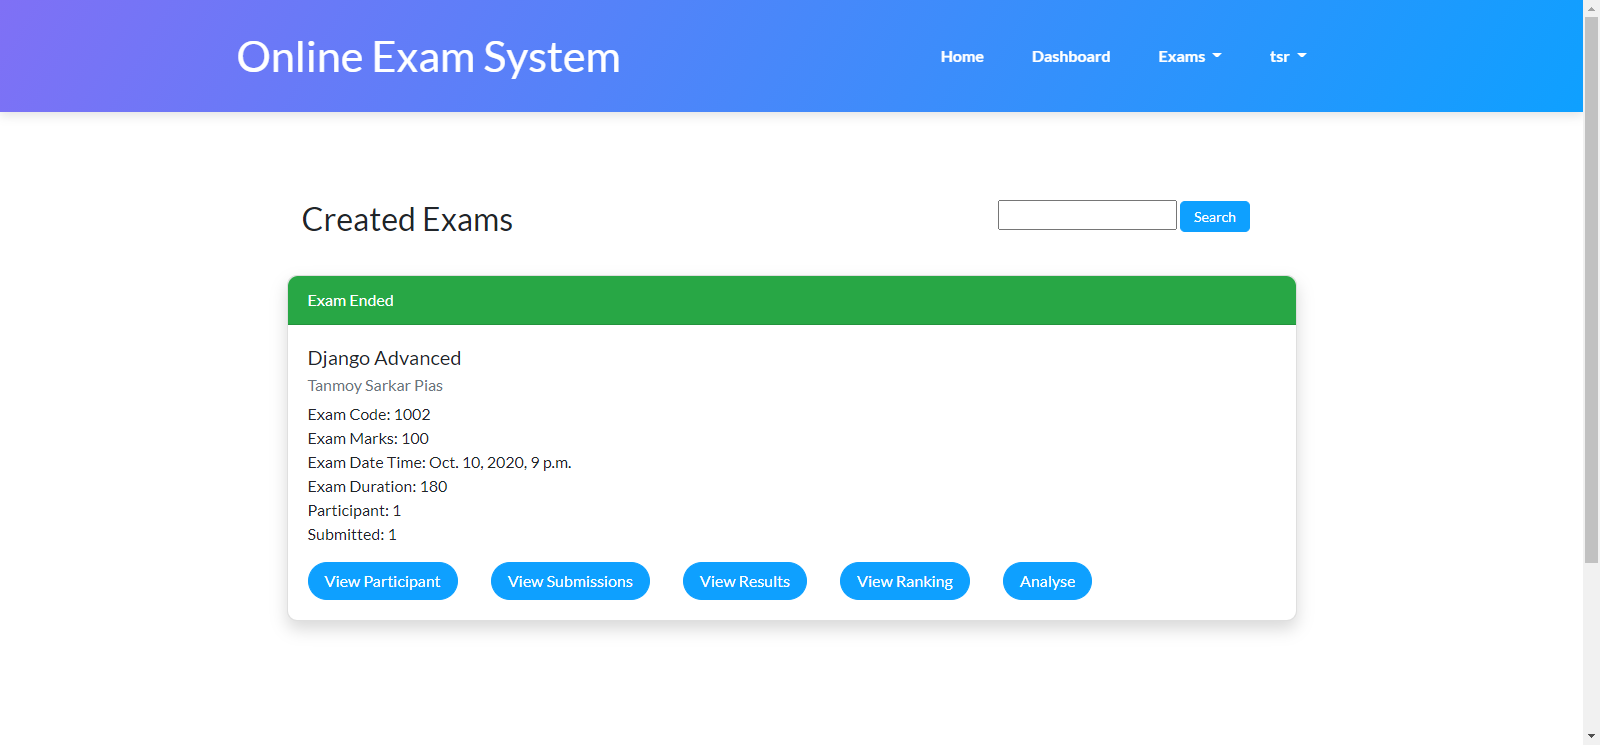 Online Exam System
Home Dashboard Exams tsr
Created Exams
Search
Exam Ended
Django Advanced
Tanmoy Sarkar Pias
Exam Code: 1002
Exam Marks: 100
Exam Date Time: Oct. 10, 2020, 9 p.m.
Exam Duration: 180
Participant: 1
Submitted: 1
View Participant View Submissions View Results View Ranking Analyse